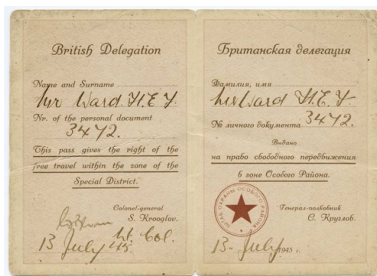 British Delegation
Name and Surname
Ward. H.E.Y.
Nr. of the personal document
3472.
This pass gives the right of the
free travel within the zone of the
Special District.
Colonel-general
S. Krooglov.
Lt. Col.
13 July 45.
Британская делегация
Фамилия, имя
Ward H.E.Y.
№ личного документа 3472.
Выдано
на право свободного передвижения
в зоне Особого Района.
Генерал-полковник
С. Круглов.
13 - July 1945 г.